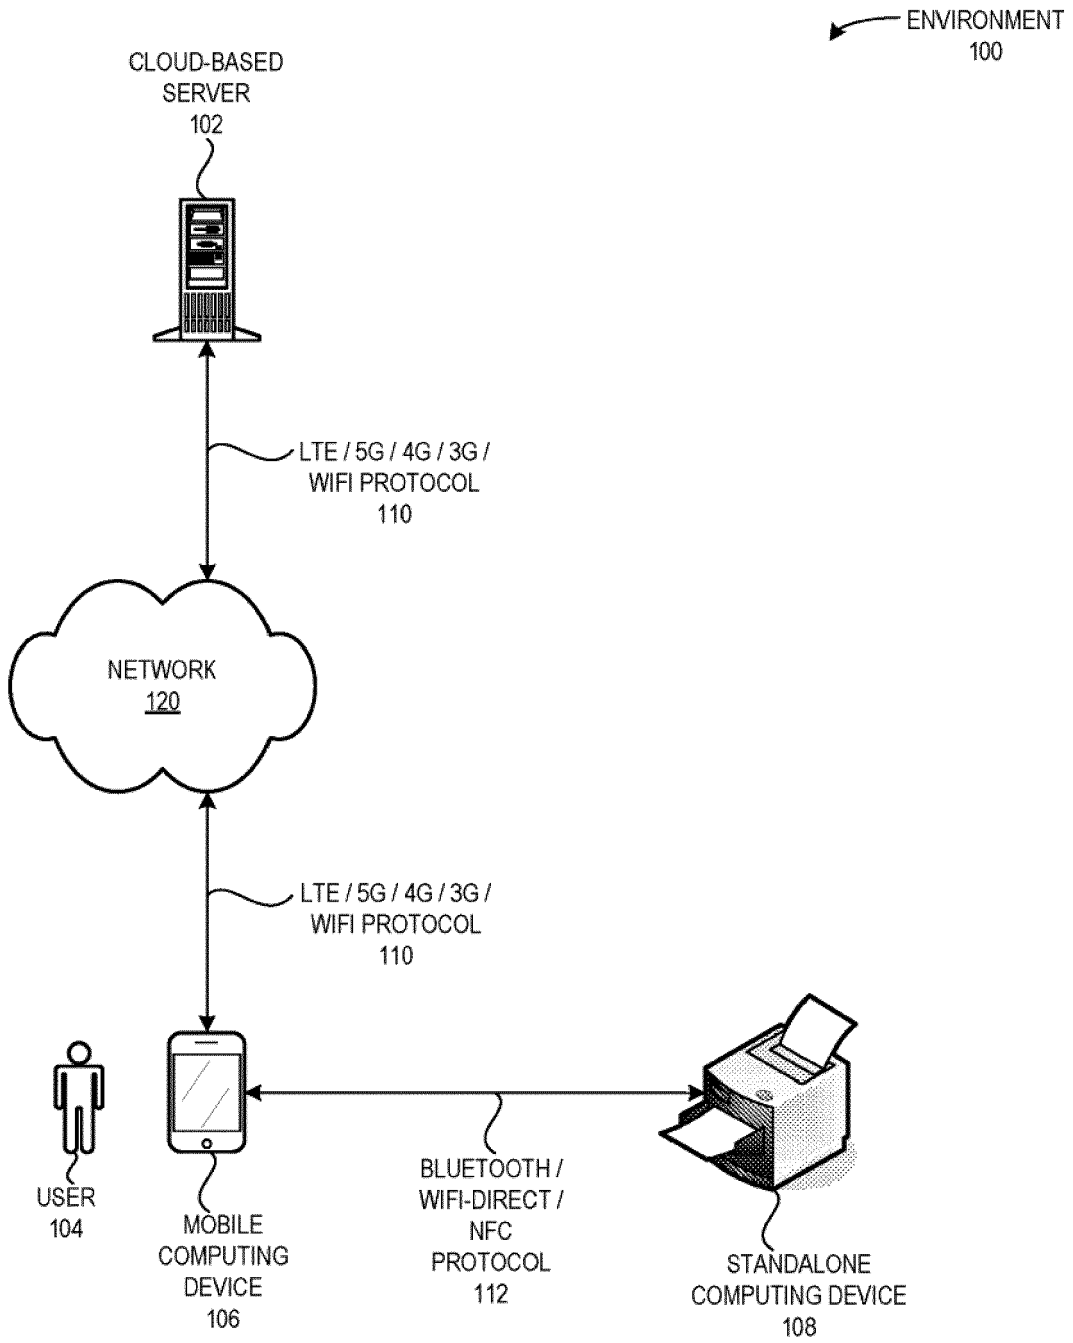 ENVIRONMENT
100
CLOUD-BASED
SERVER
102
LTE / 5G / 4G / 3G /
WIFI PROTOCOL
110
NETWORK
120
LTE / 5G / 4G / 3G /
WIFI PROTOCOL
110
USER
104
MOBILE
COMPUTING
DEVICE
106
BLUETOOTH /
WIFI-DIRECT /
NFC
PROTOCOL
112
STANDALONE
COMPUTING DEVICE
108